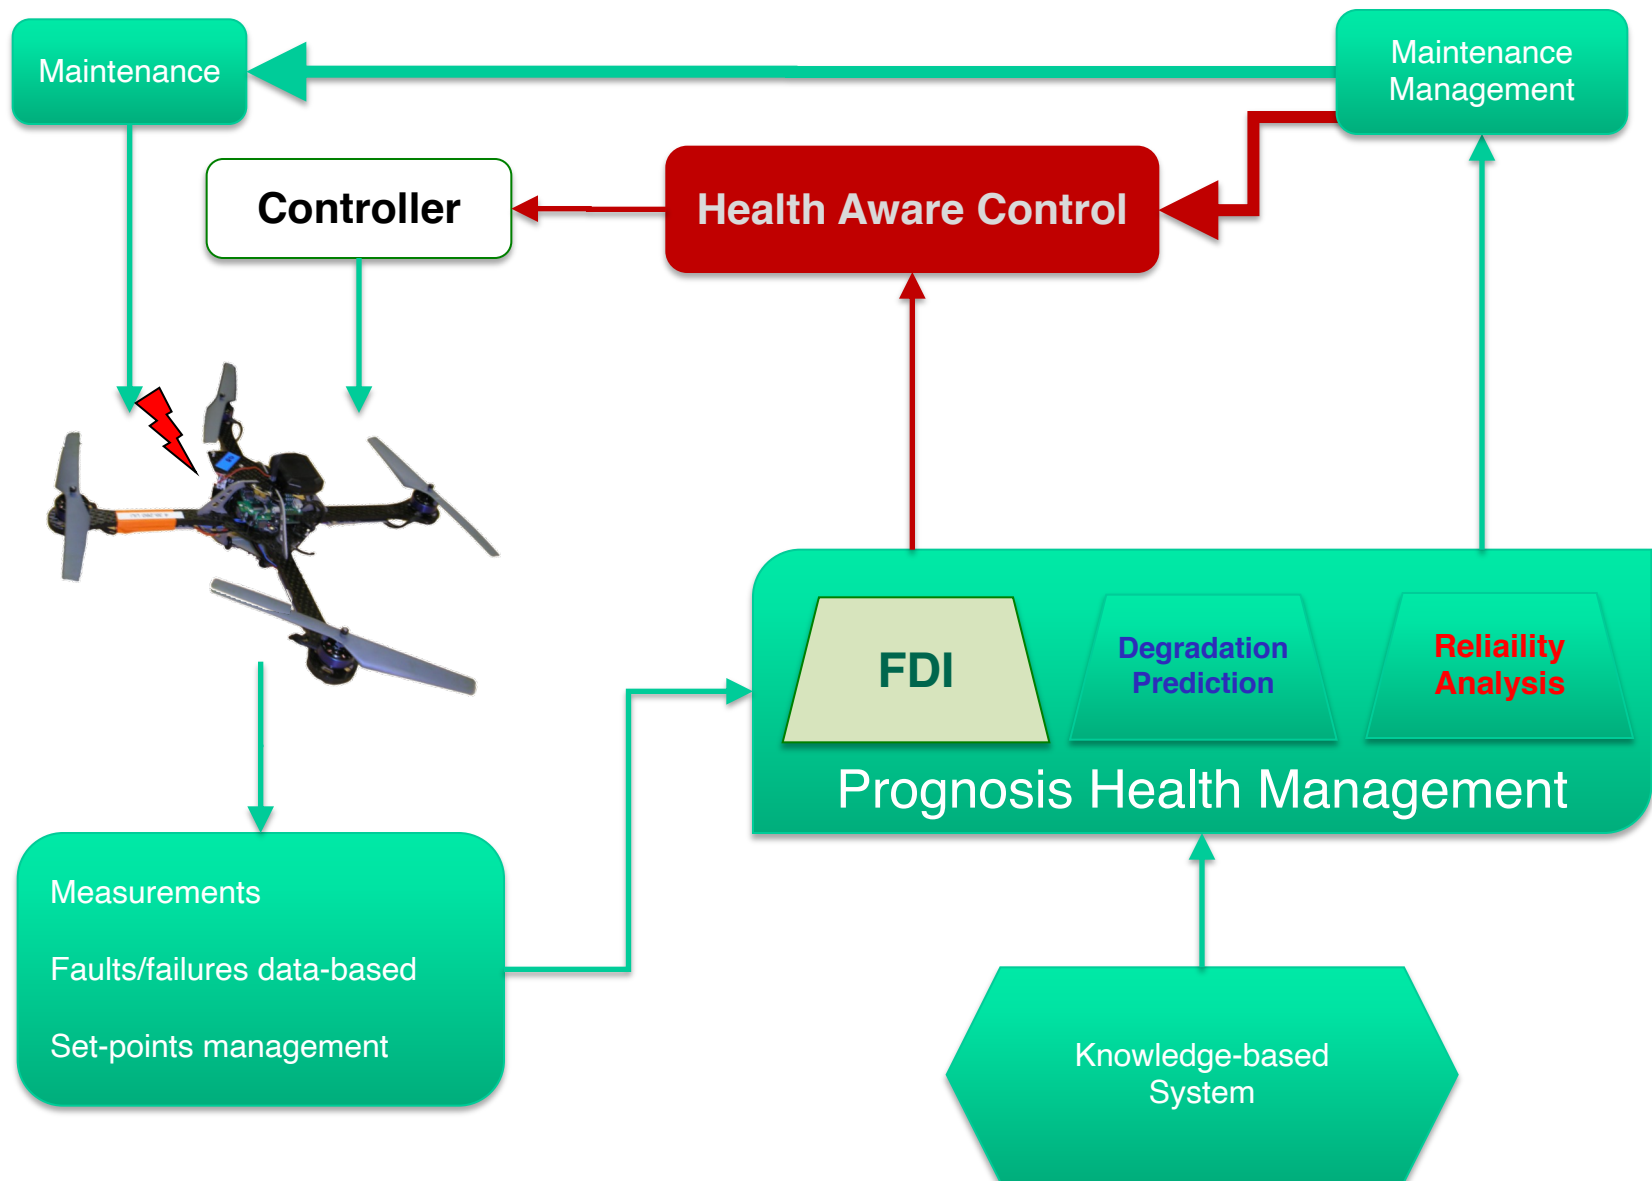 Maintenance
Maintenance
Management
Controller
Health Aware Control
FDI
Degradation
Prediction
Reliaility
Analysis
Prognosis Health Management
Measurements
Faults/failures data-based
Set-points management
Knowledge-based
System